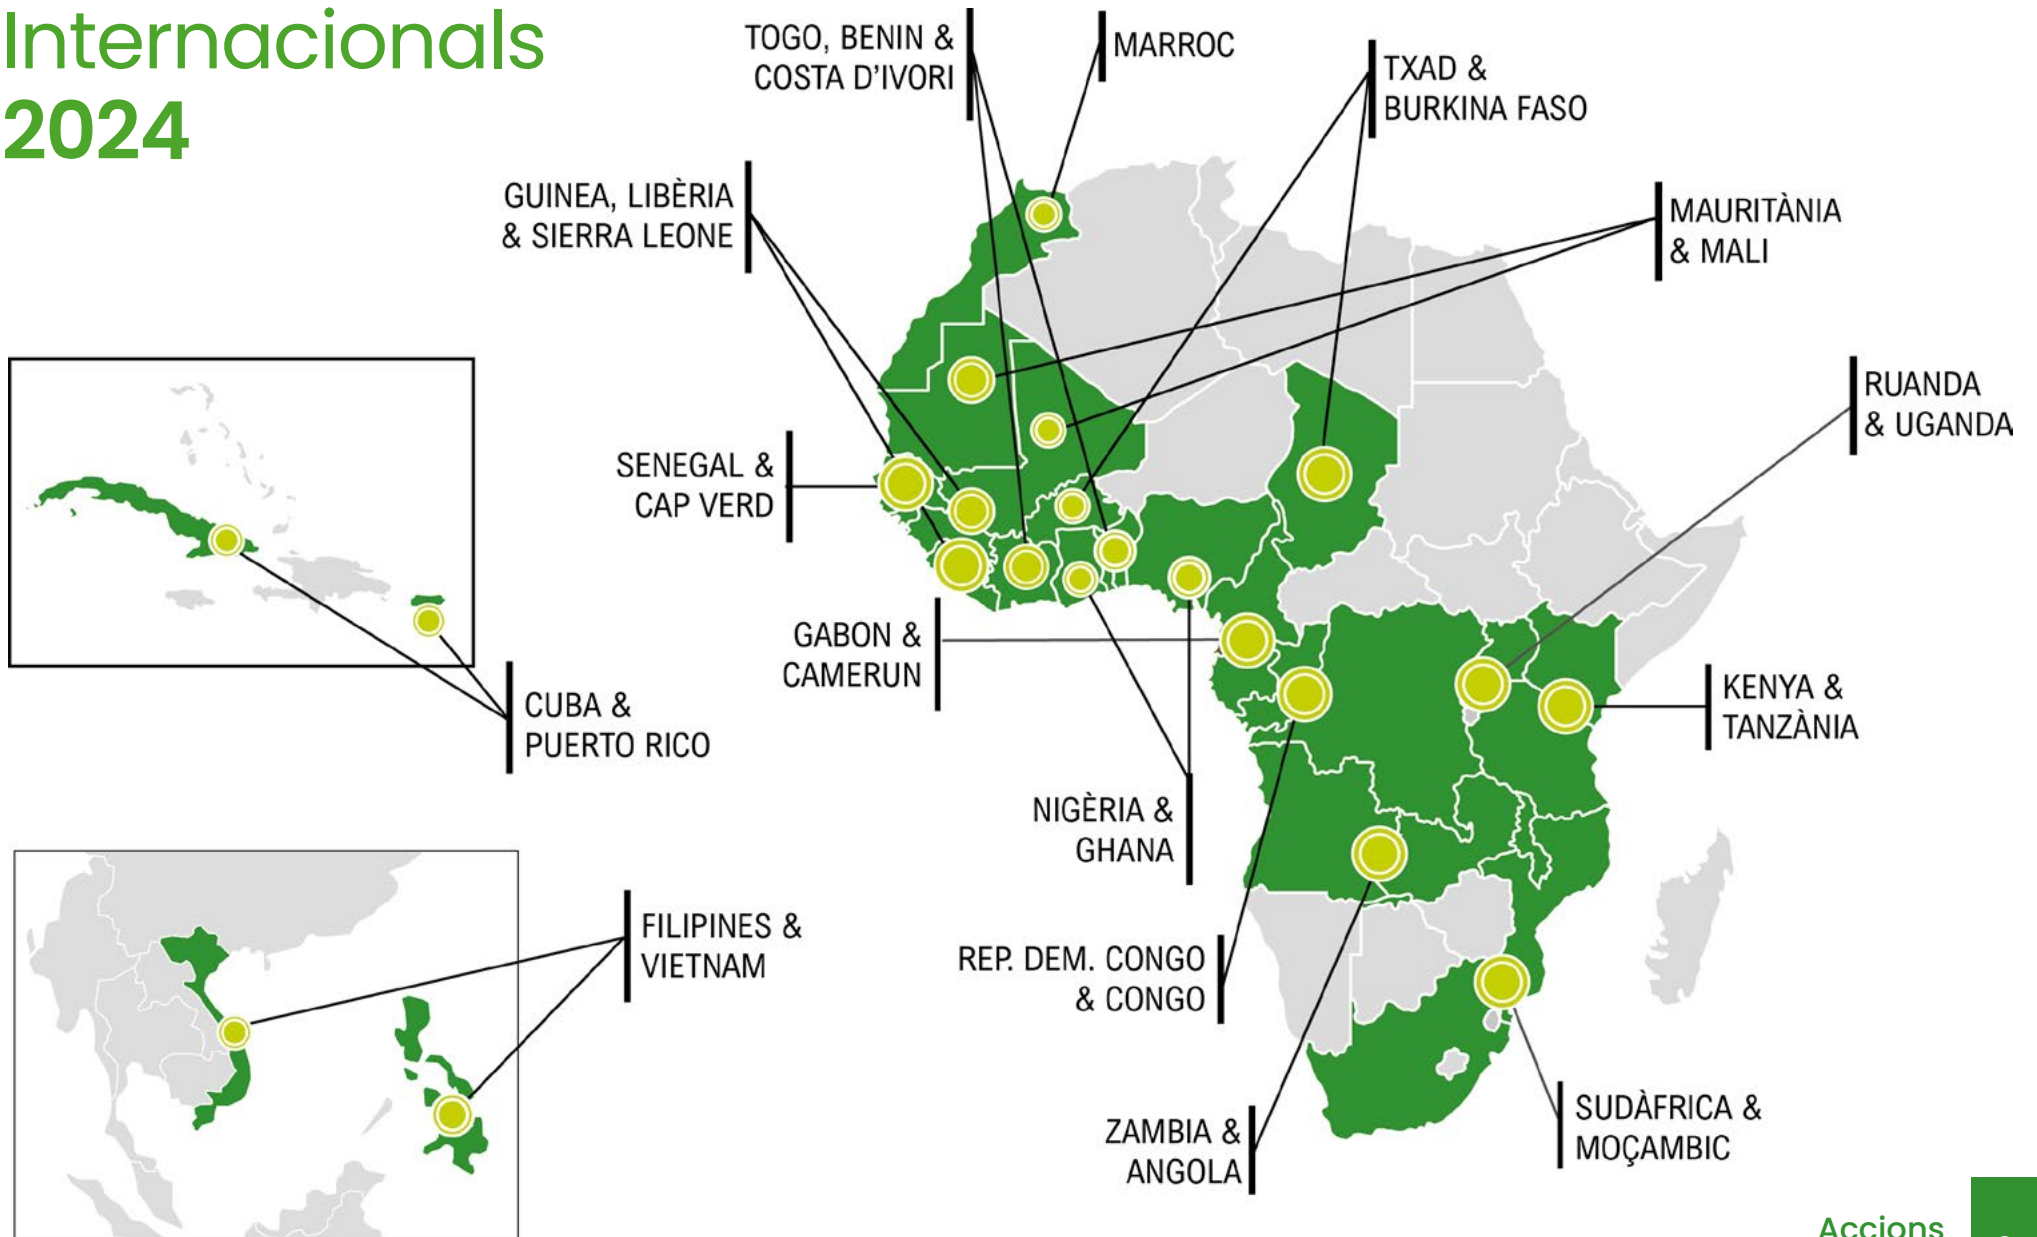 Internacionals
2024
TOGO, BENIN &
COSTA D'IVORI
MARROC
TXAD &
BURKINA FASO
GUINEA, LIBÈRIA
& SIERRA LEONE
MAURITÀNIA
& MALI
RUANDA
& UGANDA
SENEGAL &
CAP VERD
GABON &
CAMERUN
CUBA &
PUERTO RICO
KENYA &
TANZÀNIA
NIGÈRIA &
GHANA
FILIPINES &
VIETNAM
REP. DEM. CONGO
& CONGO
ZAMBIA &
ANGOLA
SUDÀFRICA &
MOÇAMBIC
Accions